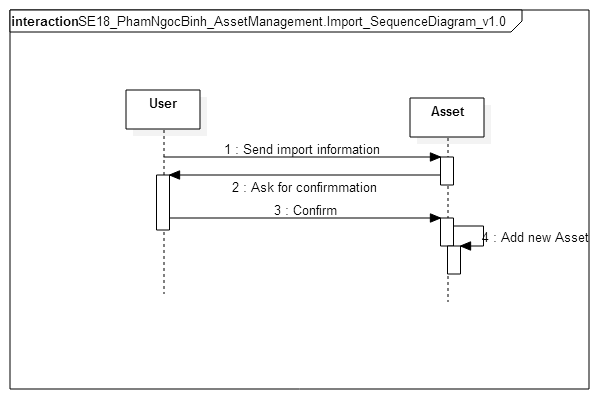 interactionSE18_PhamNgocBinh_AssetManagement.Import_SequenceDiagram_v1.0
User
Asset
1 : Send import information
2 : Ask for confirmmation
3 : Confirm
4 : Add new Asset